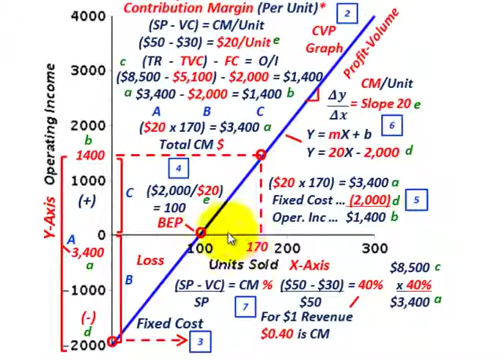 Contribution Margin (Per Unit)*
(SP - VC) = CM/Unit
2
4000
CVP
Graph
Profit-Volume
($50 - $30) = $20/Unit e
c (TR - TVC) - FC = O/I
3000
($8,500 - $5,100) - $2,000 = $1,400
a $3,400 - $2,000 = $1,400 b
CM/Unit
Δy
Δx
= Slope 20 e
A B C
2000
($20 x 170) = $3,400 a
Total CM $
6
Y = mX + b
Y = 20X - 2,000 d
Y-Axis Operating Income
b
1400
4
1000
(+)
C
($2,000/$20)
= 100
e
BEP
($20 x 170) = $3,400 a
Fixed Cost ... (2,000) d
Oper. Inc ... $1,400 b
5
A
3,400
a
0
100
170
200
300
Loss
Units Sold
X-Axis
B
-1000
(SP - VC) = CM %
SP
($50 - $30) = 40%
$50
$8,500 c
x 40%
$3,400 a
7
(-)
d
-2000
Fixed Cost
3
For $1 Revenue
$0.40 is CM